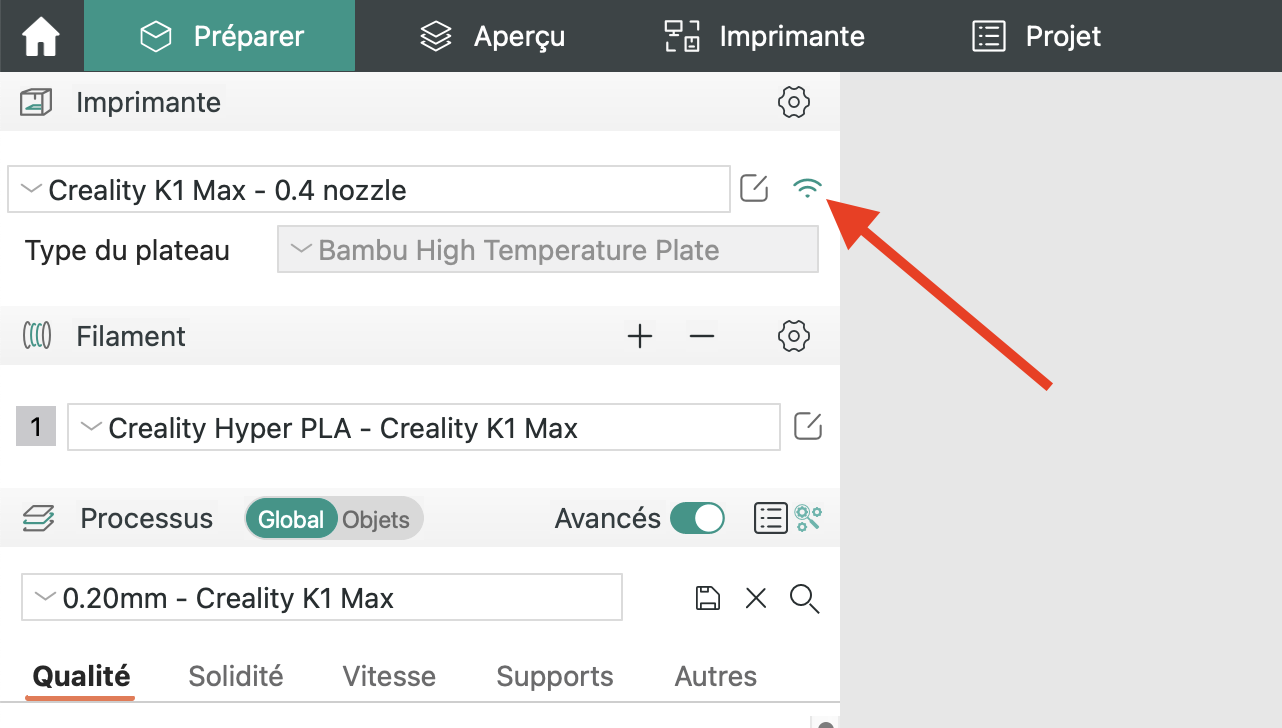 Préparer Aperçu Imprimante Projet
Imprimante
Creality K1 Max - 0.4 nozzle
Type du plateau Bambu High Temperature Plate
Filament
1 Creality Hyper PLA - Creality K1 Max
Processus Global Objets Avancés
0.20mm - Creality K1 Max
Qualité Solidité Vitesse Supports Autres